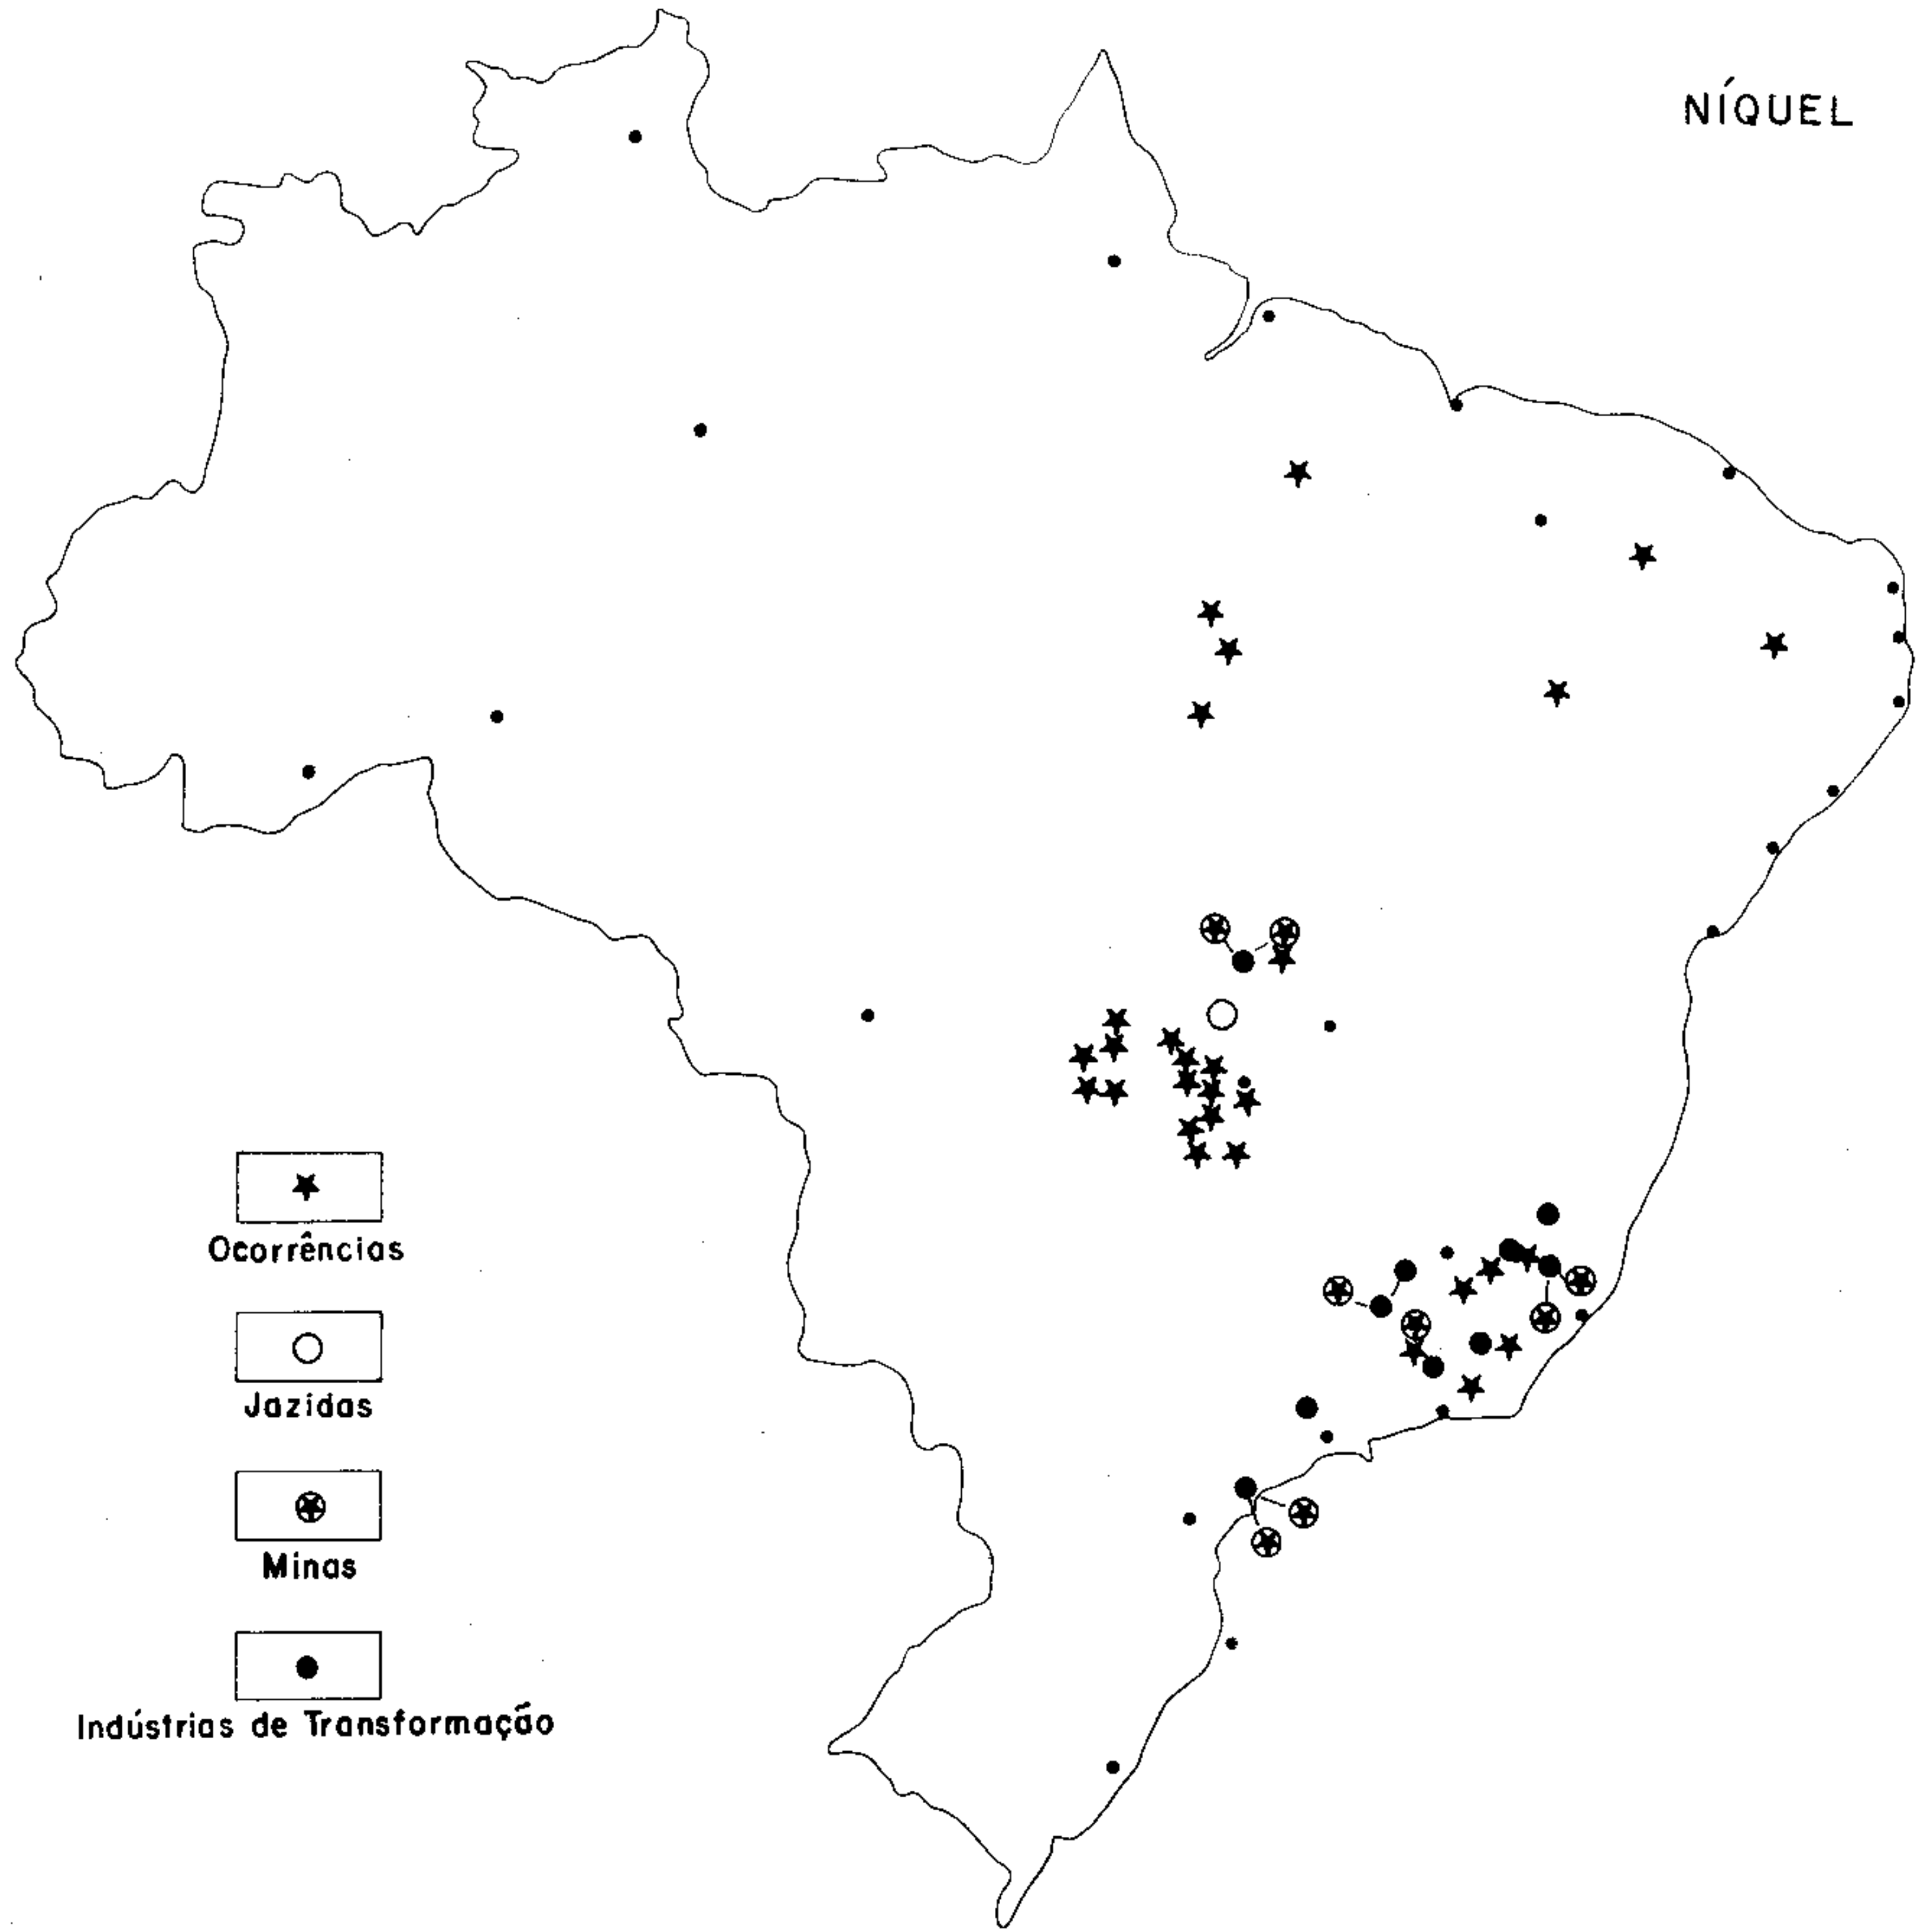 NÍQUEL
Ocorrências
Jazidas
Minas
Indústrias de Transformação